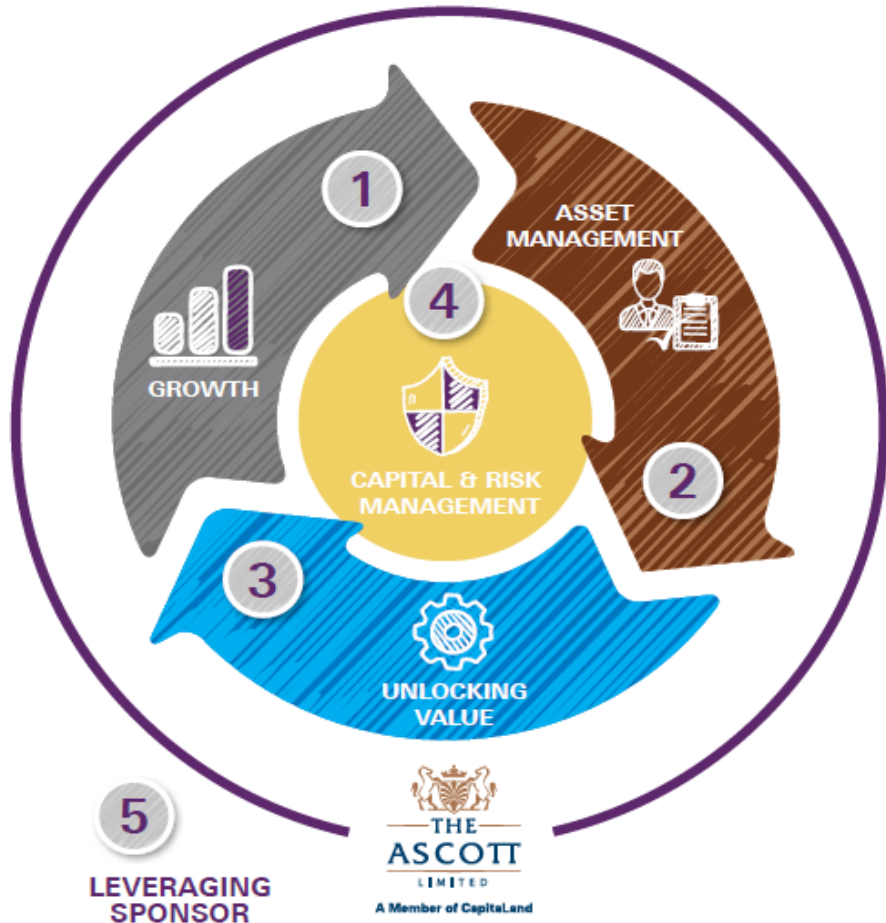 1
GROWTH
ASSET
MANAGEMENT
2
3
UNLOCKING
VALUE
4
CAPITAL & RISK
MANAGEMENT
5
LEVERAGING
SPONSOR
THE
ASCOTT
LIMITED
A Member of CapitaLand